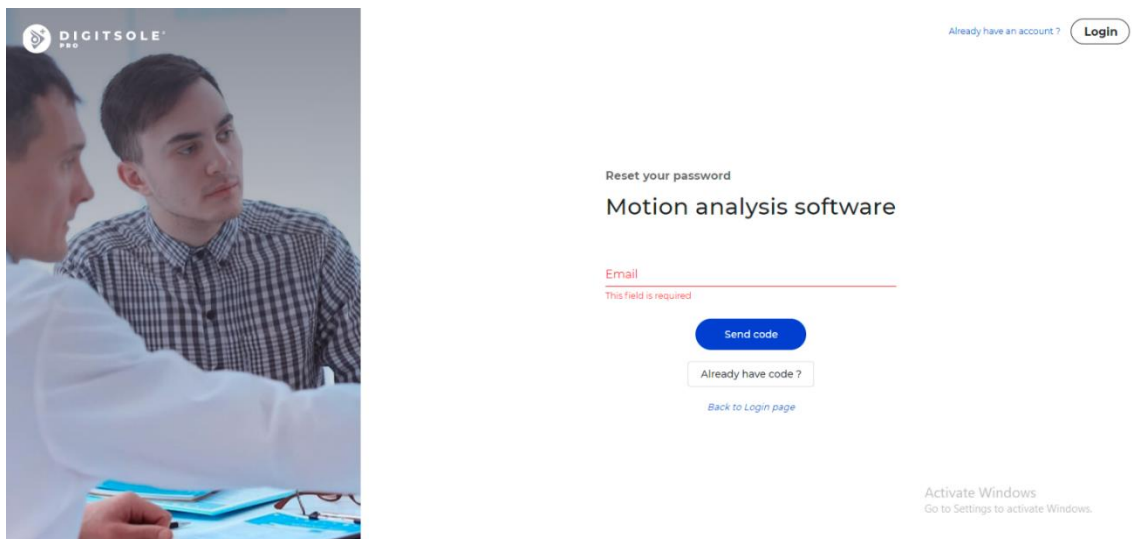 DIGITSOLE
PRO
Already have an account ?
Login
Reset your password
Motion analysis software
Email
This field is required
Send code
Already have code ?
Back to Login page
Activate Windows
Go to Settings to activate Windows.